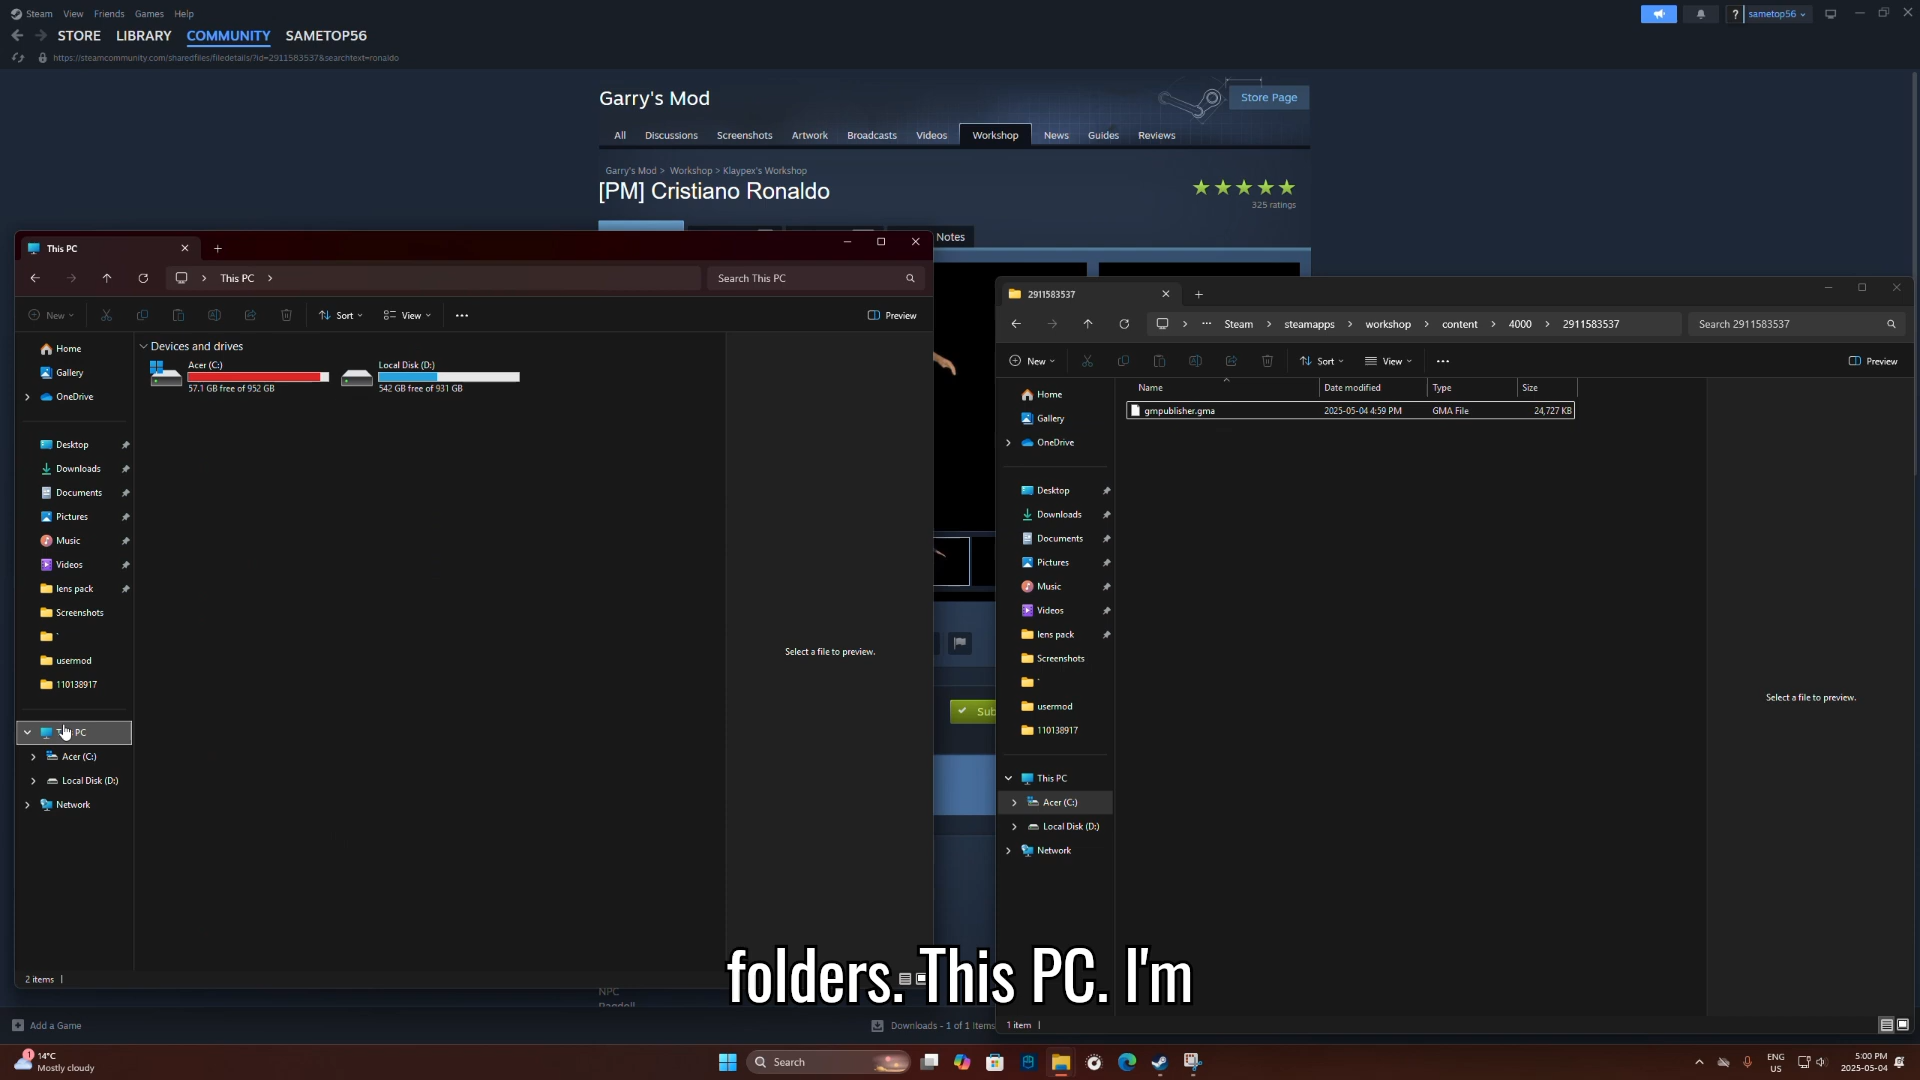 Steam View Friends Games Help
? sametop56
STORE LIBRARY COMMUNITY SAMETOP56
https://steamcommunity.com/sharedfiles/filedetails/?id=2911583537&searchtext=ronaldo
Garry's Mod
Store Page
All Discussions Screenshots Artwork Broadcasts Videos Workshop News Guides Reviews
Garry's Mod > Workshop > Klaypex's Workshop
[PM] Cristiano Ronaldo
325 ratings
Notes
This PC
This PC
Search This PC
New
Sort
View
Preview
Home
Gallery
OneDrive
Desktop
Downloads
Documents
Pictures
Music
Videos
lens pack
Screenshots
`
usermod
110138917
This PC
Acer (C:)
Local Disk (D:)
Network
Devices and drives
Acer (C:)
57.1 GB free of 952 GB
Local Disk (D:)
542 GB free of 931 GB
Select a file to preview.
2 items
Sub
2911583537
Steam > steamapps > workshop > content > 4000 > 2911583537
Search 2911583537
New
Sort
View
Preview
Name Date modified Type Size
gmpublisher.gma 2025-05-04 4:59 PM GMA File 24,727 KB
Home
Gallery
OneDrive
Desktop
Downloads
Documents
Pictures
Music
Videos
lens pack
Screenshots
`
usermod
110138917
This PC
Acer (C:)
Local Disk (D:)
Network
Select a file to preview.
1 item
folders. This PC. I'm
NPC
Ragdoll
Add a Game
Downloads - 1 of 1 Items
1
14°C
Mostly cloudy
Search
ENG
US
5:00 PM
2025-05-04